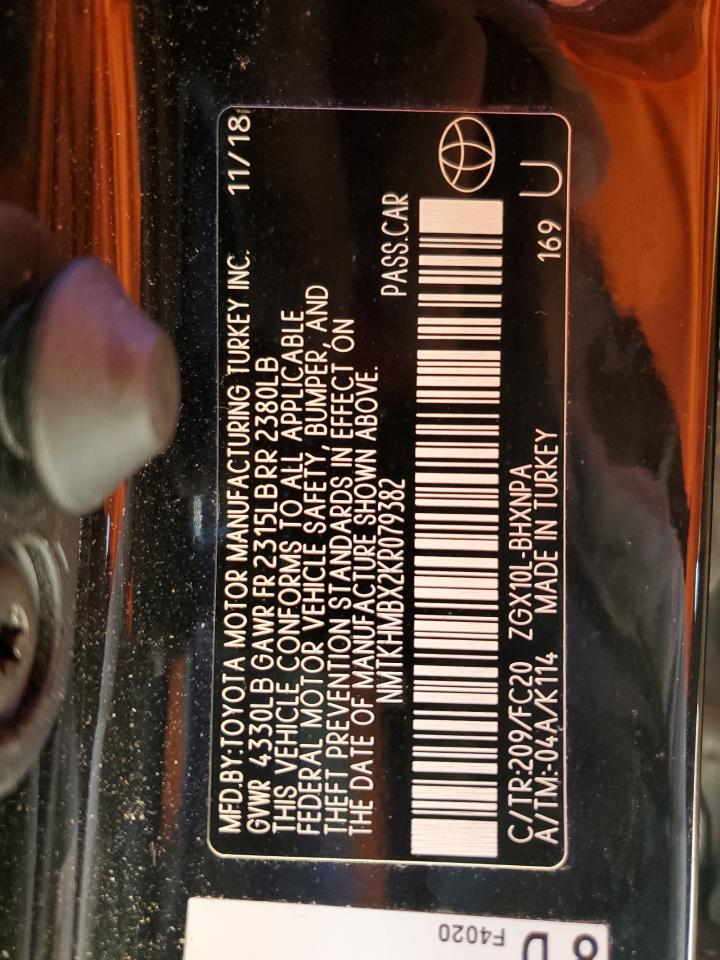 MFD.BY:TOYOTA MOTOR MANUFACTURING TURKEY INC. 11/18
GVWR 4330LB GAWR FR 2315LB RR 2380LB
THIS VEHICLE CONFORMS TO ALL APPLICABLE
FEDERAL MOTOR VEHICLE SAFETY, BUMPER, AND
THEFT PREVENTION STANDARDS IN EFFECT ON
THE DATE OF MANUFACTURE SHOWN ABOVE.
NMTKHMBX2KR079382 PASS.CAR
C/TR:209/FC20 ZGX10L-BHXNPA
A/TM:-04A/K114 MADE IN TURKEY 169 U
F4020